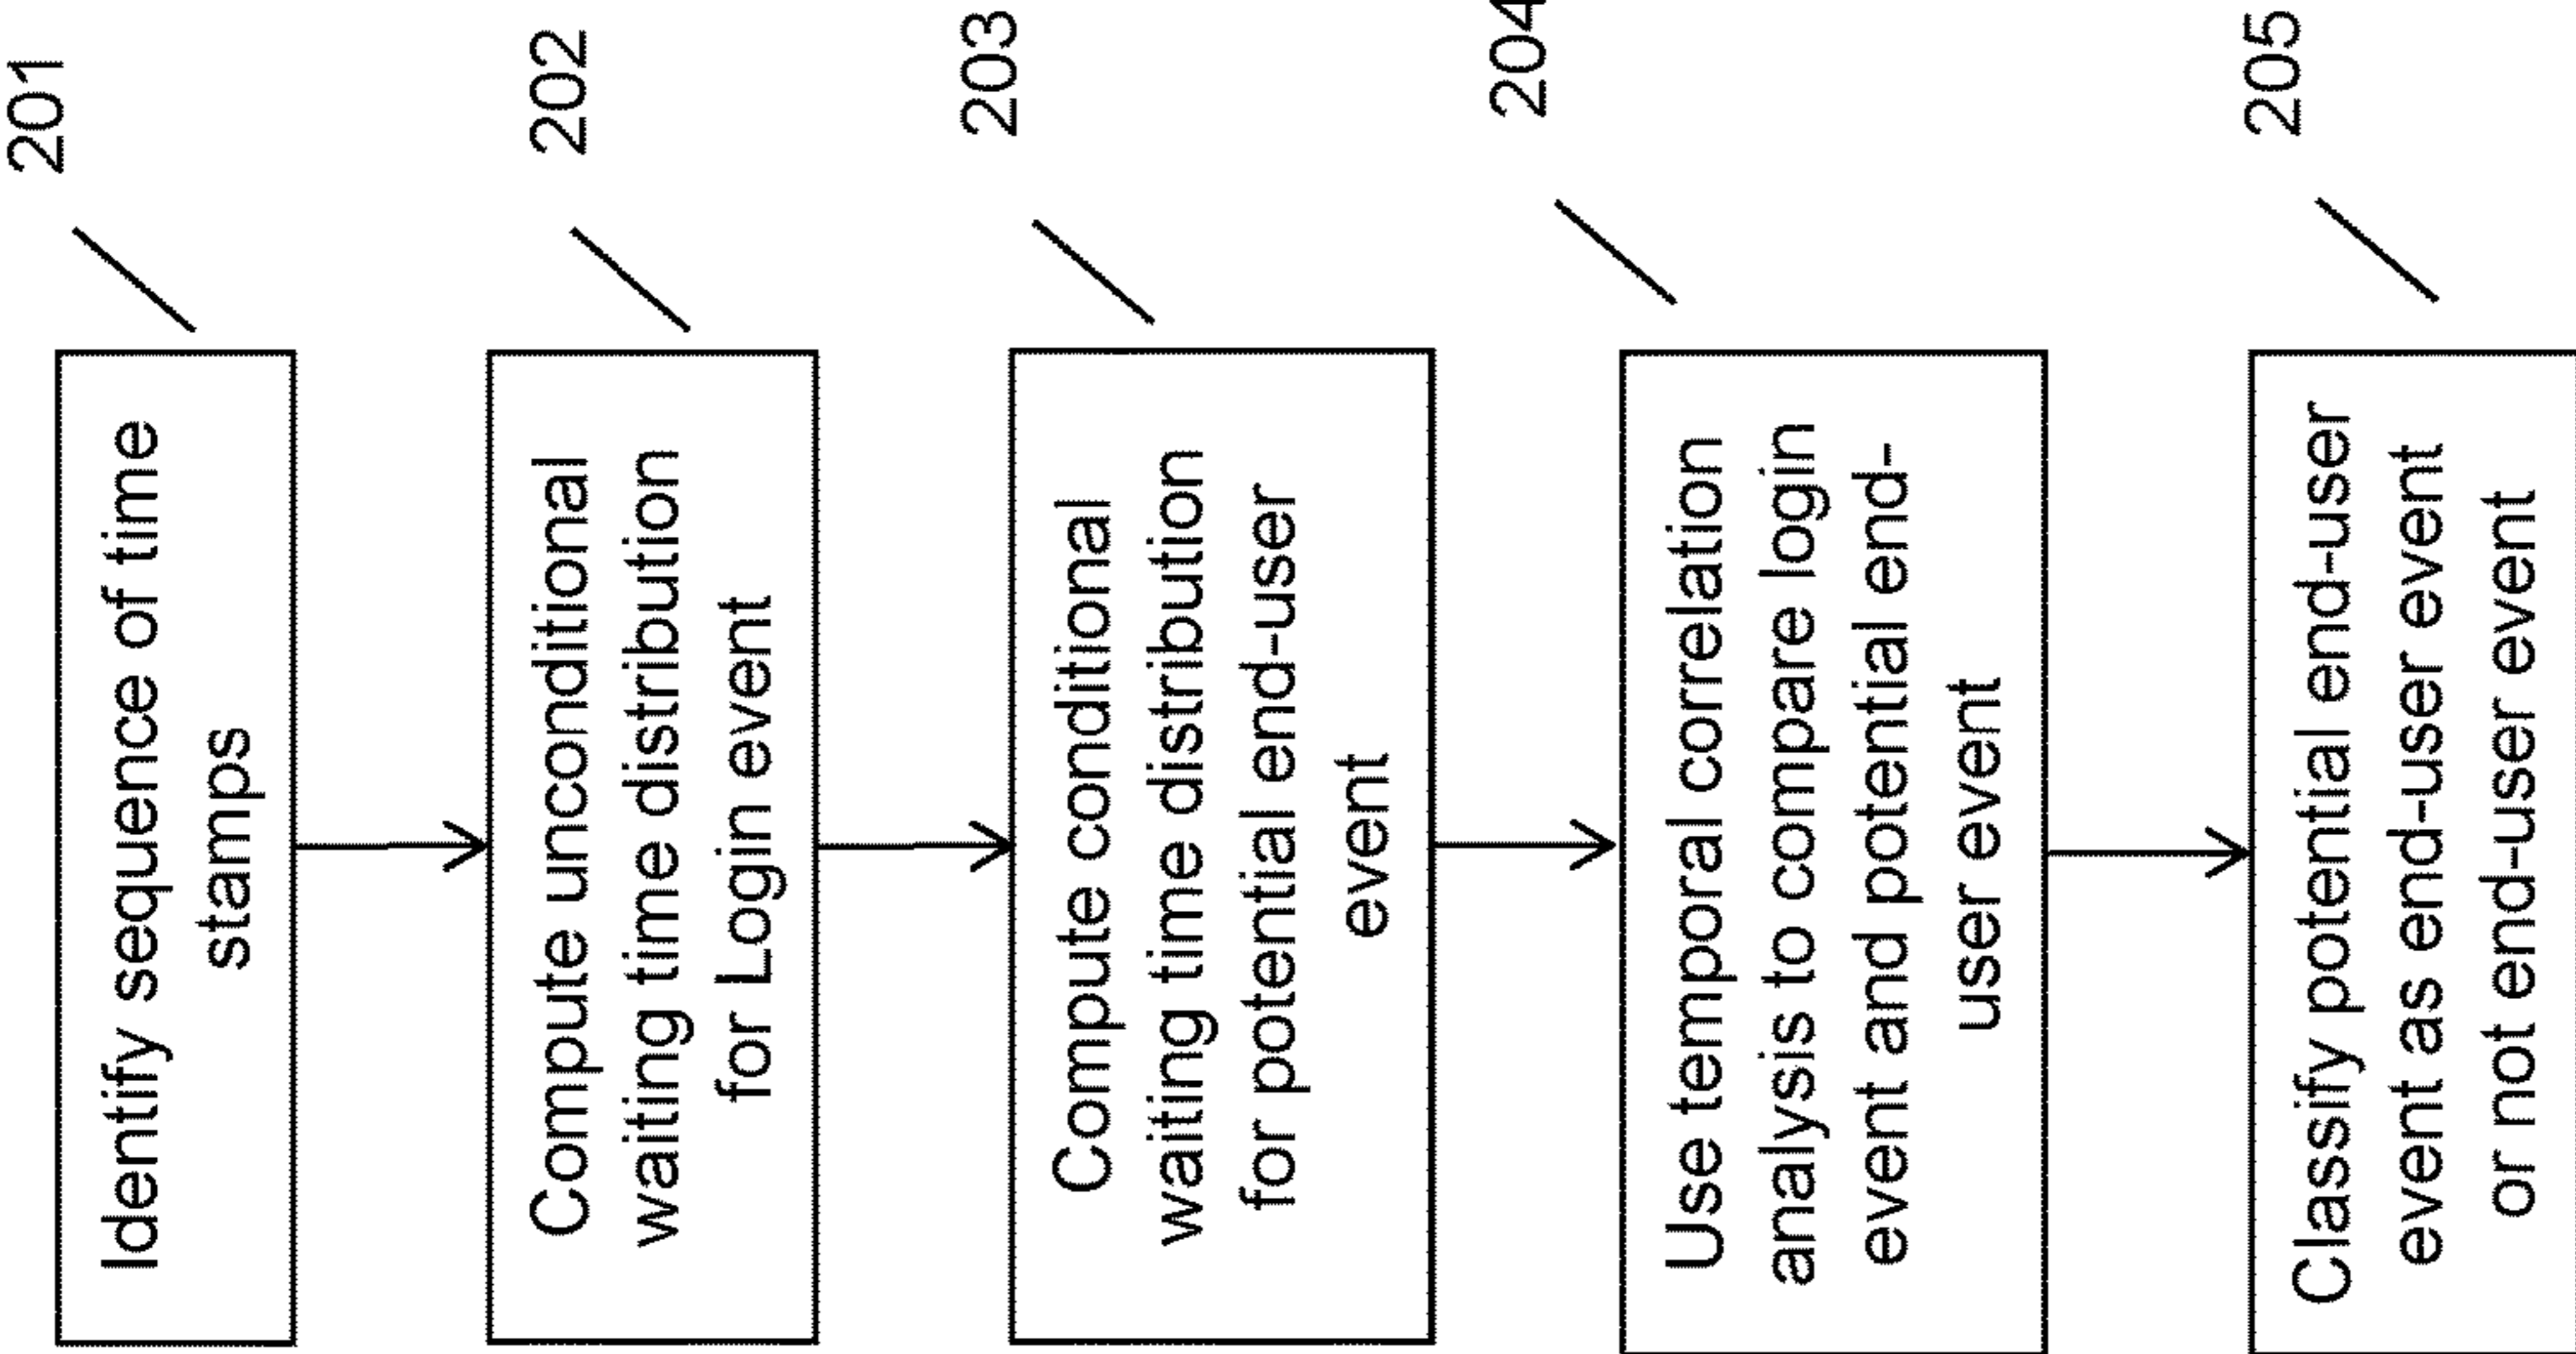 201
Identify sequence of time
stamps
202
Compute unconditional
waiting time distribution
for Login event
203
Compute conditional
waiting time distribution
for potential end-user
event
204
Use temporal correlation
analysis to compare login
event and potential end-
user event
205
Classify potential end-user
event as end-user event
or not end-user event